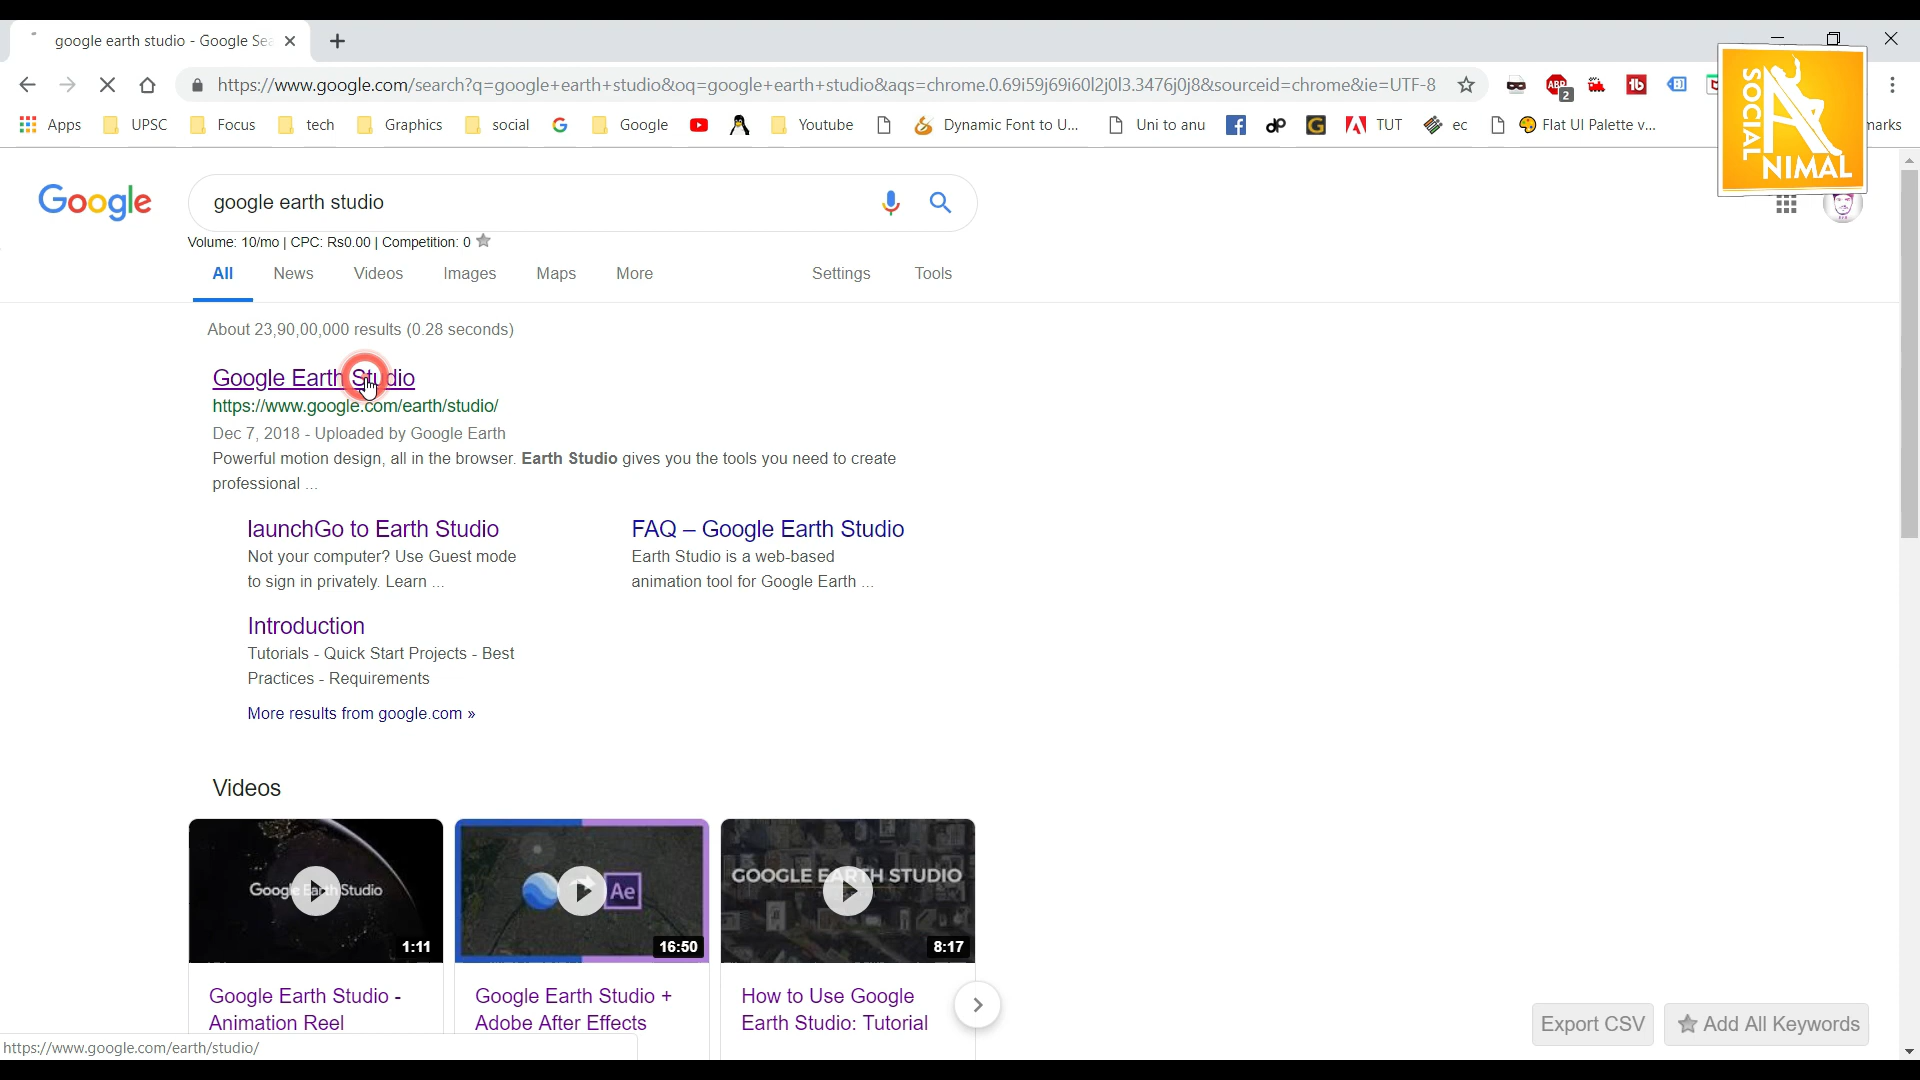 google earth studio - Google Sea
https://www.google.com/search?q=google+earth+studio&oq=google+earth+studio&aqs=chrome.0.69i59j69i60l2j0l3.3476j0j8&sourceid=chrome&ie=UTF-8
ABP
2
Apps
UPSC
Focus
tech
Graphics
social
Google
Youtube
Dynamic Font to U...
Uni to anu
TUT
ec
Flat UI Palette v...
marks
SOCIAL
ANIMAL
Google
google earth studio
Volume: 10/mo | CPC: Rs0.00 | Competition: 0
All
News
Videos
Images
Maps
More
Settings
Tools
About 23,90,00,000 results (0.28 seconds)
Google Earth Studio
https://www.google.com/earth/studio/
Dec 7, 2018 - Uploaded by Google Earth
Powerful motion design, all in the browser. Earth Studio gives you the tools you need to create
professional ...
launchGo to Earth Studio
Not your computer? Use Guest mode
to sign in privately. Learn ...
FAQ – Google Earth Studio
Earth Studio is a web-based
animation tool for Google Earth ...
Introduction
Tutorials - Quick Start Projects - Best
Practices - Requirements
More results from google.com »
Videos
Google Earth Studio
1:11
Ae
16:50
GOOGLE EARTH STUDIO
8:17
Google Earth Studio -
Animation Reel
Google Earth Studio +
Adobe After Effects
How to Use Google
Earth Studio: Tutorial
Export CSV
Add All Keywords
https://www.google.com/earth/studio/